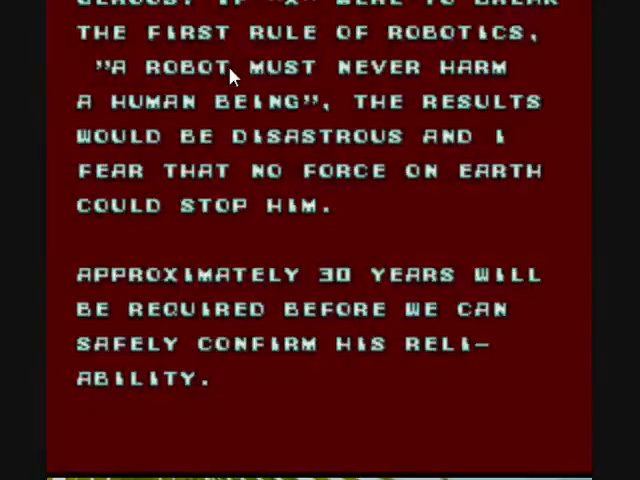 THE FIRST RULE OF ROBOTICS,
"A ROBOT MUST NEVER HARM
A HUMAN BEING", THE RESULTS
WOULD BE DISASTROUS AND I
FEAR THAT NO FORCE ON EARTH
COULD STOP HIM.
APPROXIMATELY 30 YEARS WILL
BE REQUIRED BEFORE WE CAN
SAFELY CONFIRM HIS RELI-
ABILITY.